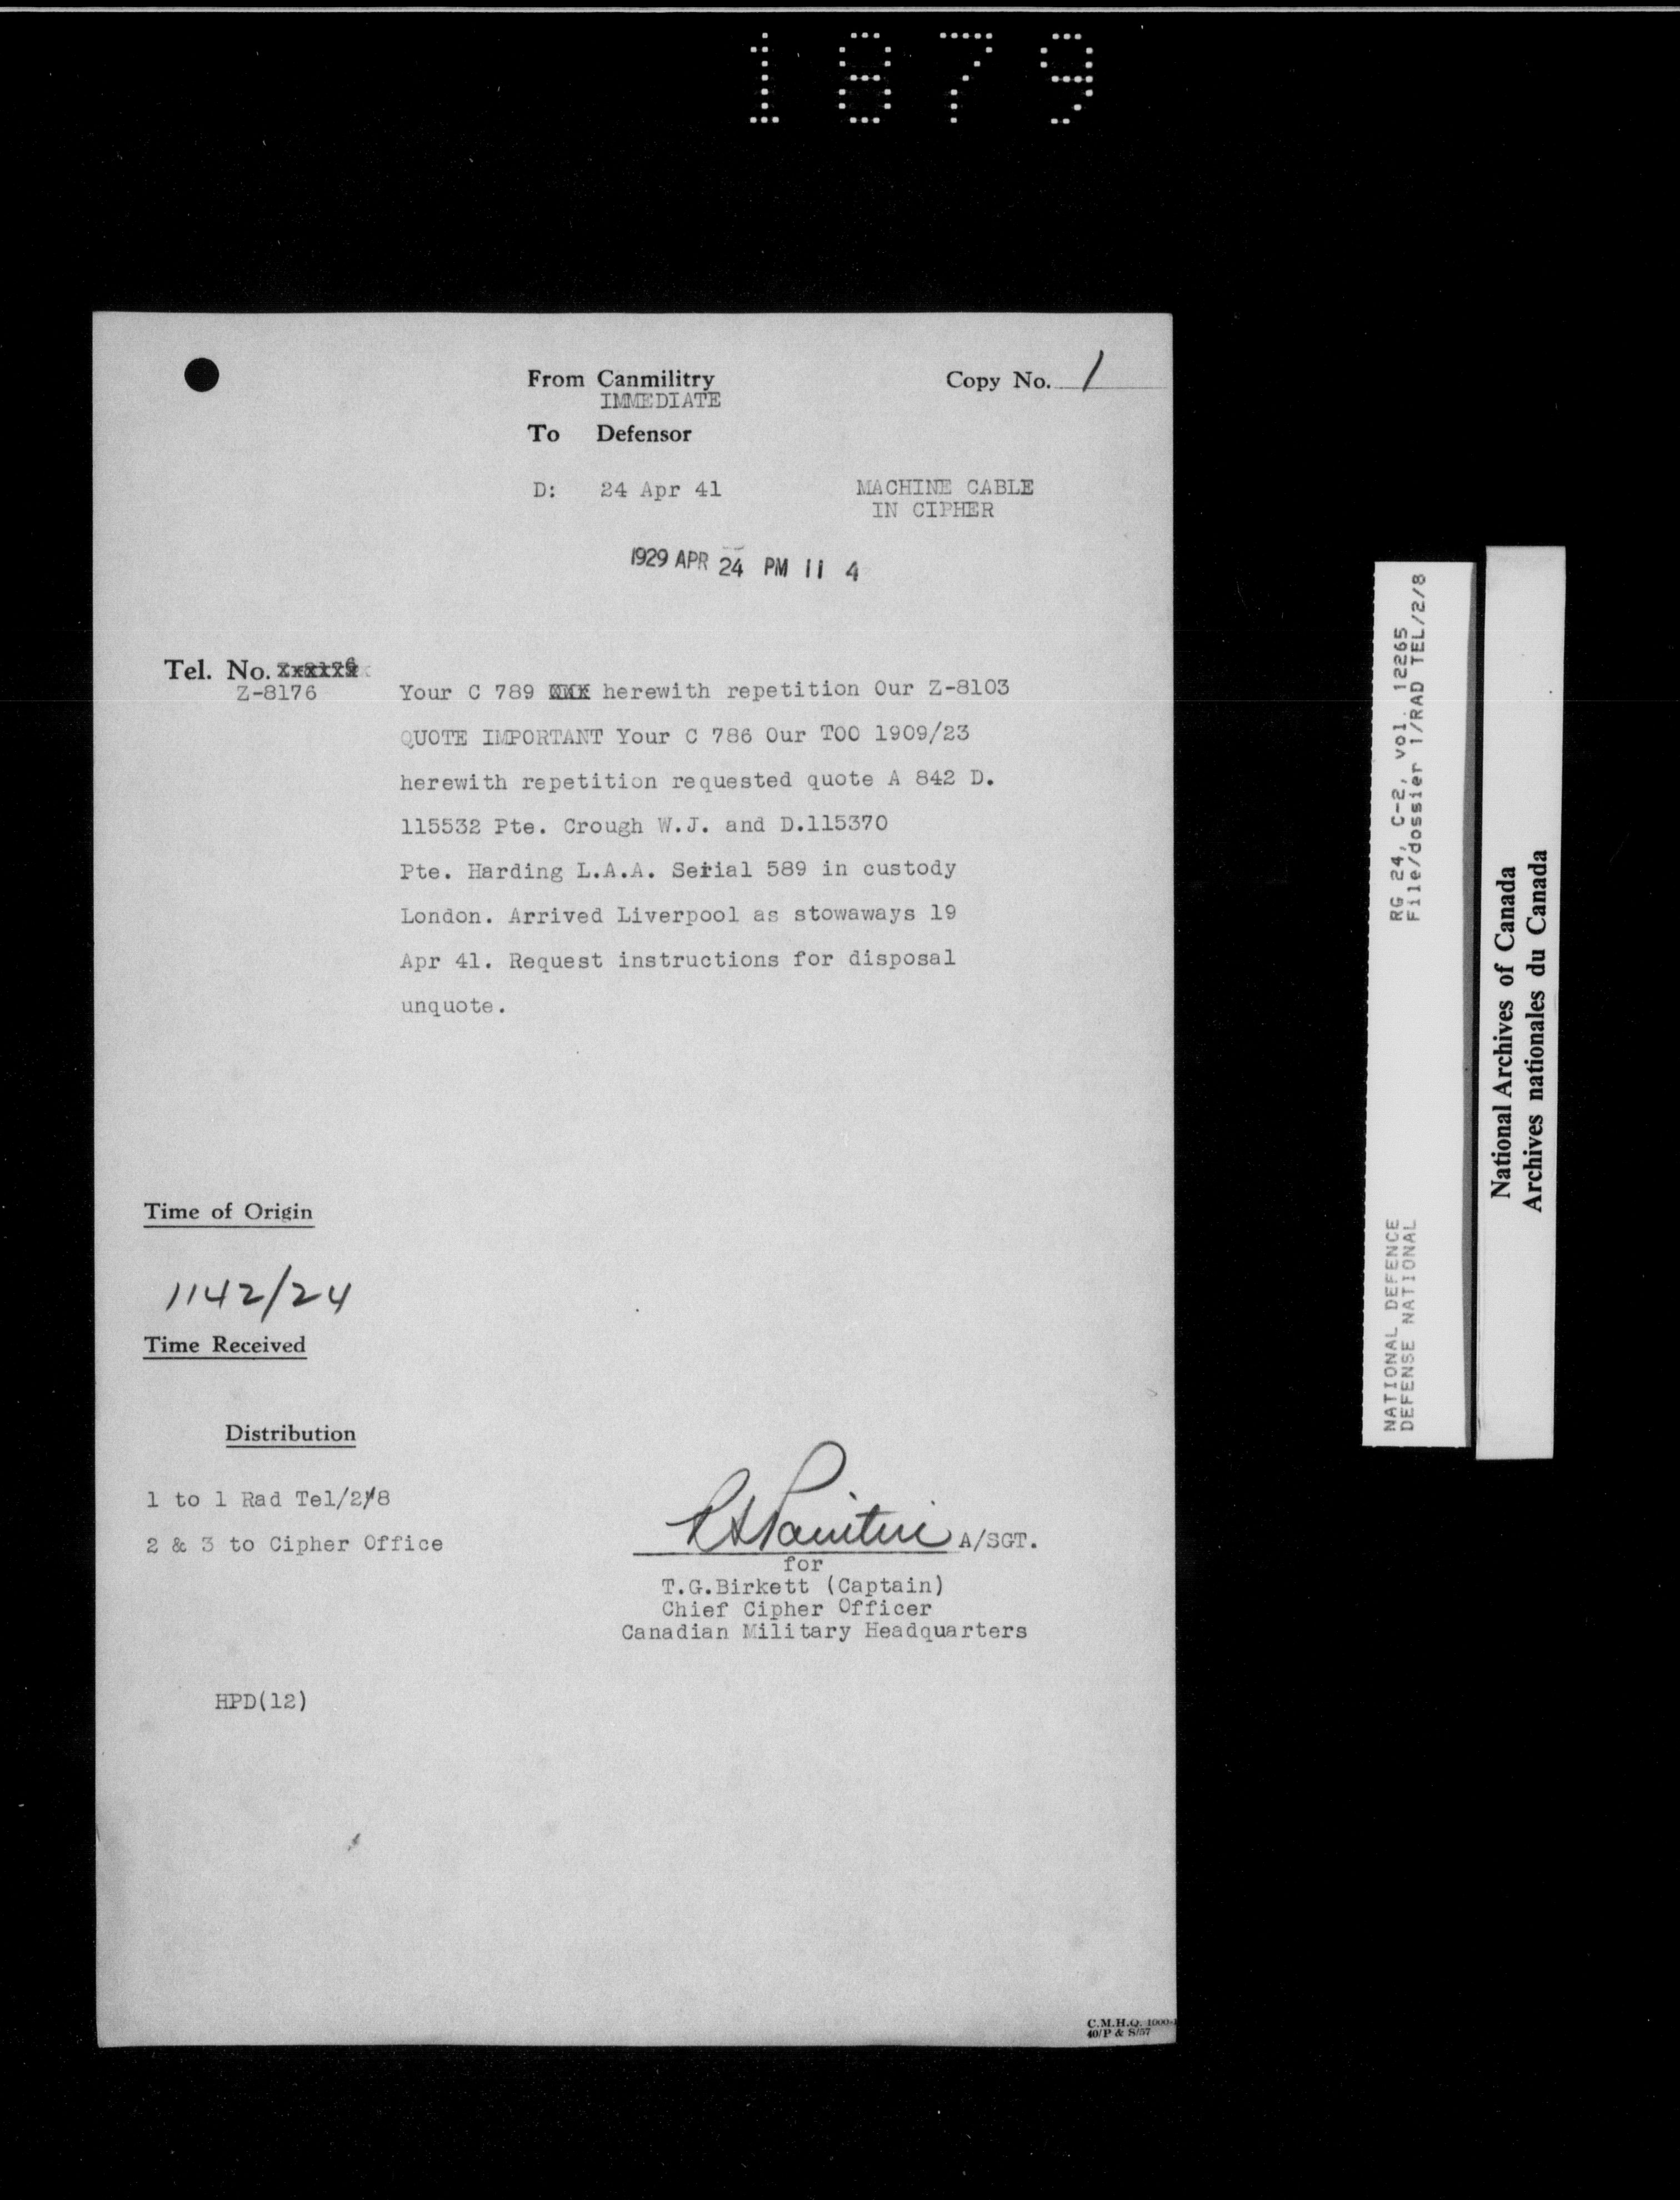 1879
From Canmilitry
Copy No. 1
IMMEDIATE
To Defensor
D: 24 Apr 41
MACHINE CABLE
IN CIPHER
1929 APR 24 PM 11 4
Tel. No.
Z-8176
Your C 789 herewith repetition Our Z-8103
QUOTE IMPORTANT Your C 786 Our TOO 1909/23
herewith repetition requested quote A 842 D.
115532 Pte. Crough W.J. and D.115370
Pte. Harding L.A.A. Serial 589 in custody
London. Arrived Liverpool as stowaways 19
Apr 41. Request instructions for disposal
unquote.
Time of Origin
1142/24
Time Received
Distribution
1 to 1 Rad Tel/2/8
2 & 3 to Cipher Office
A/SGT.
for
T.G.Birkett (Captain)
Chief Cipher Officer
Canadian Military Headquarters
HPD(12)
C.M.H.Q. 1000-
40/P & S/57
RG 24, C-2, vol. 12265
File/dossier 1/RAD TEL/2/8
NATIONAL DEFENCE
DEFENSE NATIONAL
National Archives of Canada
Archives nationales du Canada